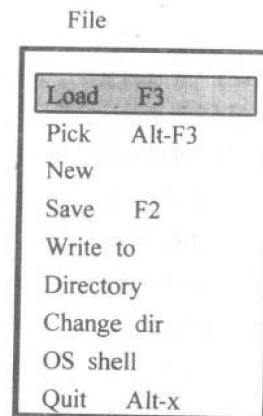 File
Load F3
Pick Alt-F3
New
Save F2
Write to
Directory
Change dir
OS shell
Quit Alt-x